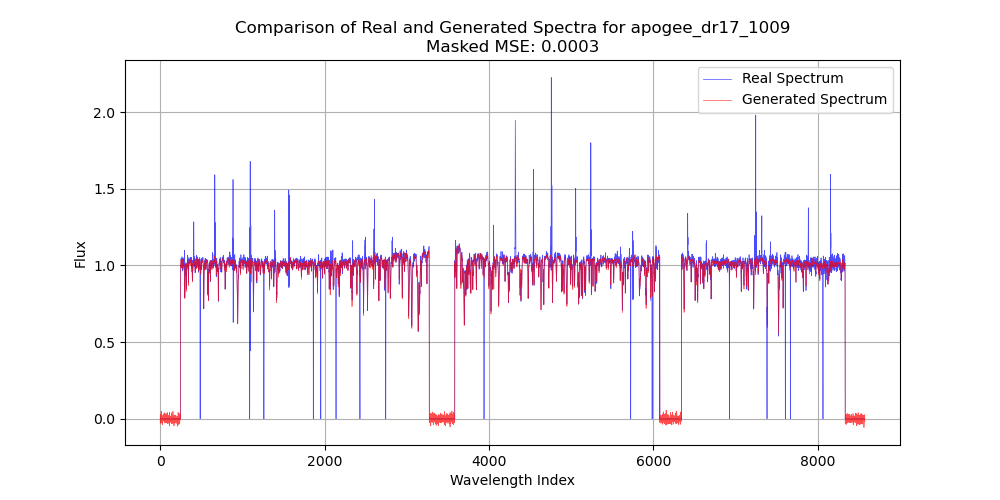 Comparison of Real and Generated Spectra for apogee_dr17_1009
Masked MSE: 0.0003
Real Spectrum
Generated Spectrum
2.0
1.5
1.0
0.5
0.0
Flux
0 2000 4000 6000 8000
Wavelength Index